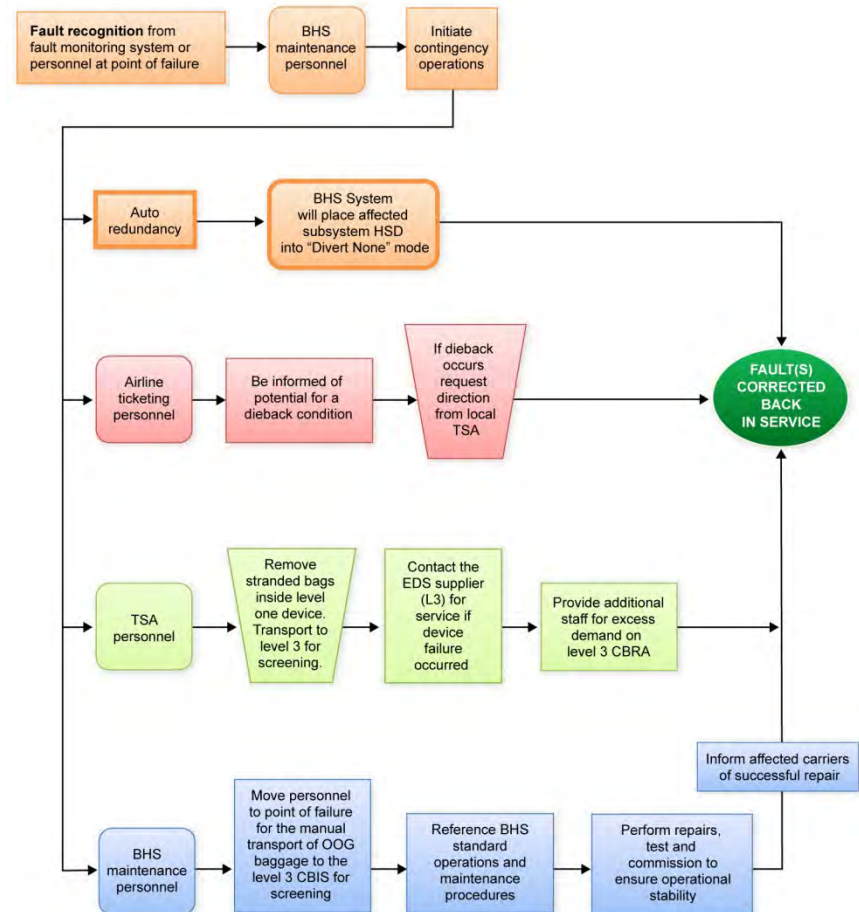 Fault recognition from
fault monitoring system or
personnel at point of failure
BHS
maintenance
personnel
Initiate
contingency
operations
Auto
redundancy
BHS System
will place affected
subsystem HSD
into “Divert None” mode
Airline
ticketing
personnel
Be informed of
potential for a
dieback condition
If dieback
occurs
request
direction
from local
TSA
FAULT(S)
CORRECTED
BACK
IN SERVICE
TSA
personnel
Remove
stranded bags
inside level
one device.
Transport to
level 3 for
screening.
Contact the
EDS supplier
(L3) for
service if
device
failure
occurred
Provide additional
staff for excess
demand on
level 3 CBRA
Inform affected carriers
of successful repair
BHS
maintenance
personnel
Move personnel
to point of failure
for the manual
transport of OOG
baggage to the
level 3 CBIS for
screening
Reference BHS
standard
operations and
maintenance
procedures
Perform repairs,
test and
commission to
ensure operational
stability